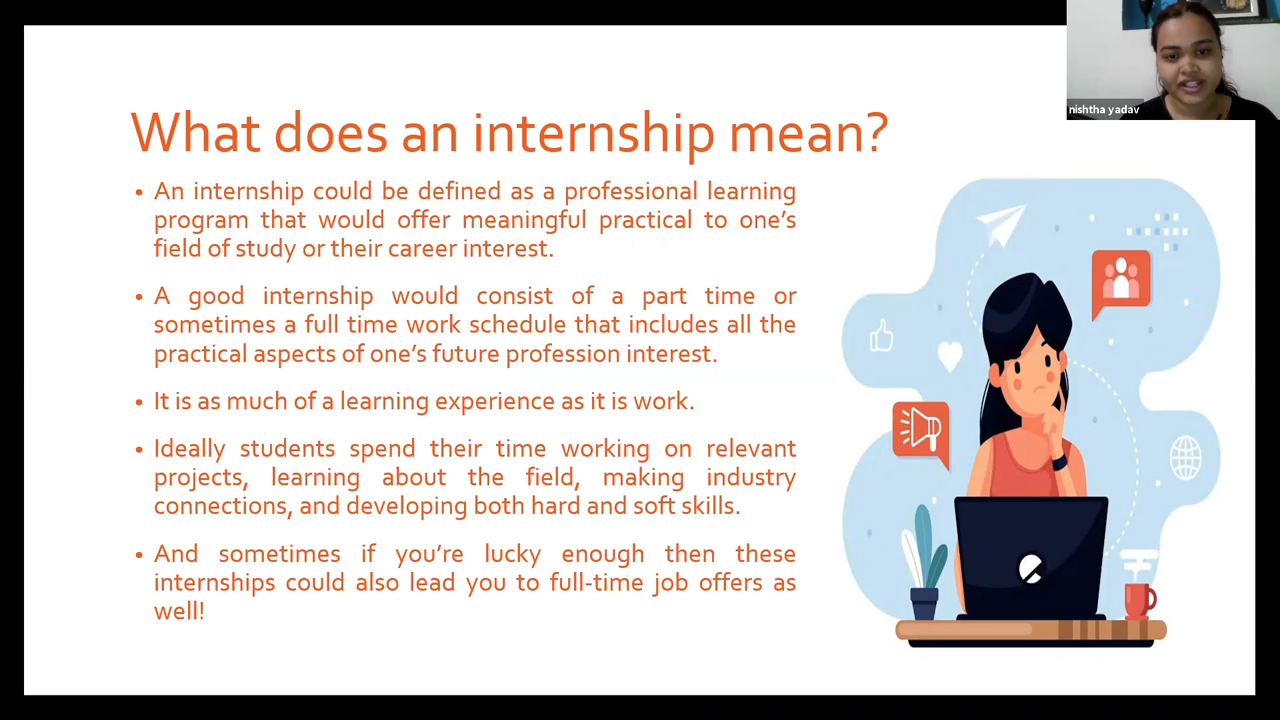 nishtha yadav
What does an internship mean?
• An internship could be defined as a professional learning
program that would offer meaningful practical to one's
field of study or their career interest.
• A good internship would consist of a part time or
sometimes a full time work schedule that includes all the
practical aspects of one's future profession interest.
• It is as much of a learning experience as it is work.
• Ideally students spend their time working on relevant
projects, learning about the field, making industry
connections, and developing both hard and soft skills.
• And sometimes if you're lucky enough then these
internships could also lead you to full-time job offers as
well!